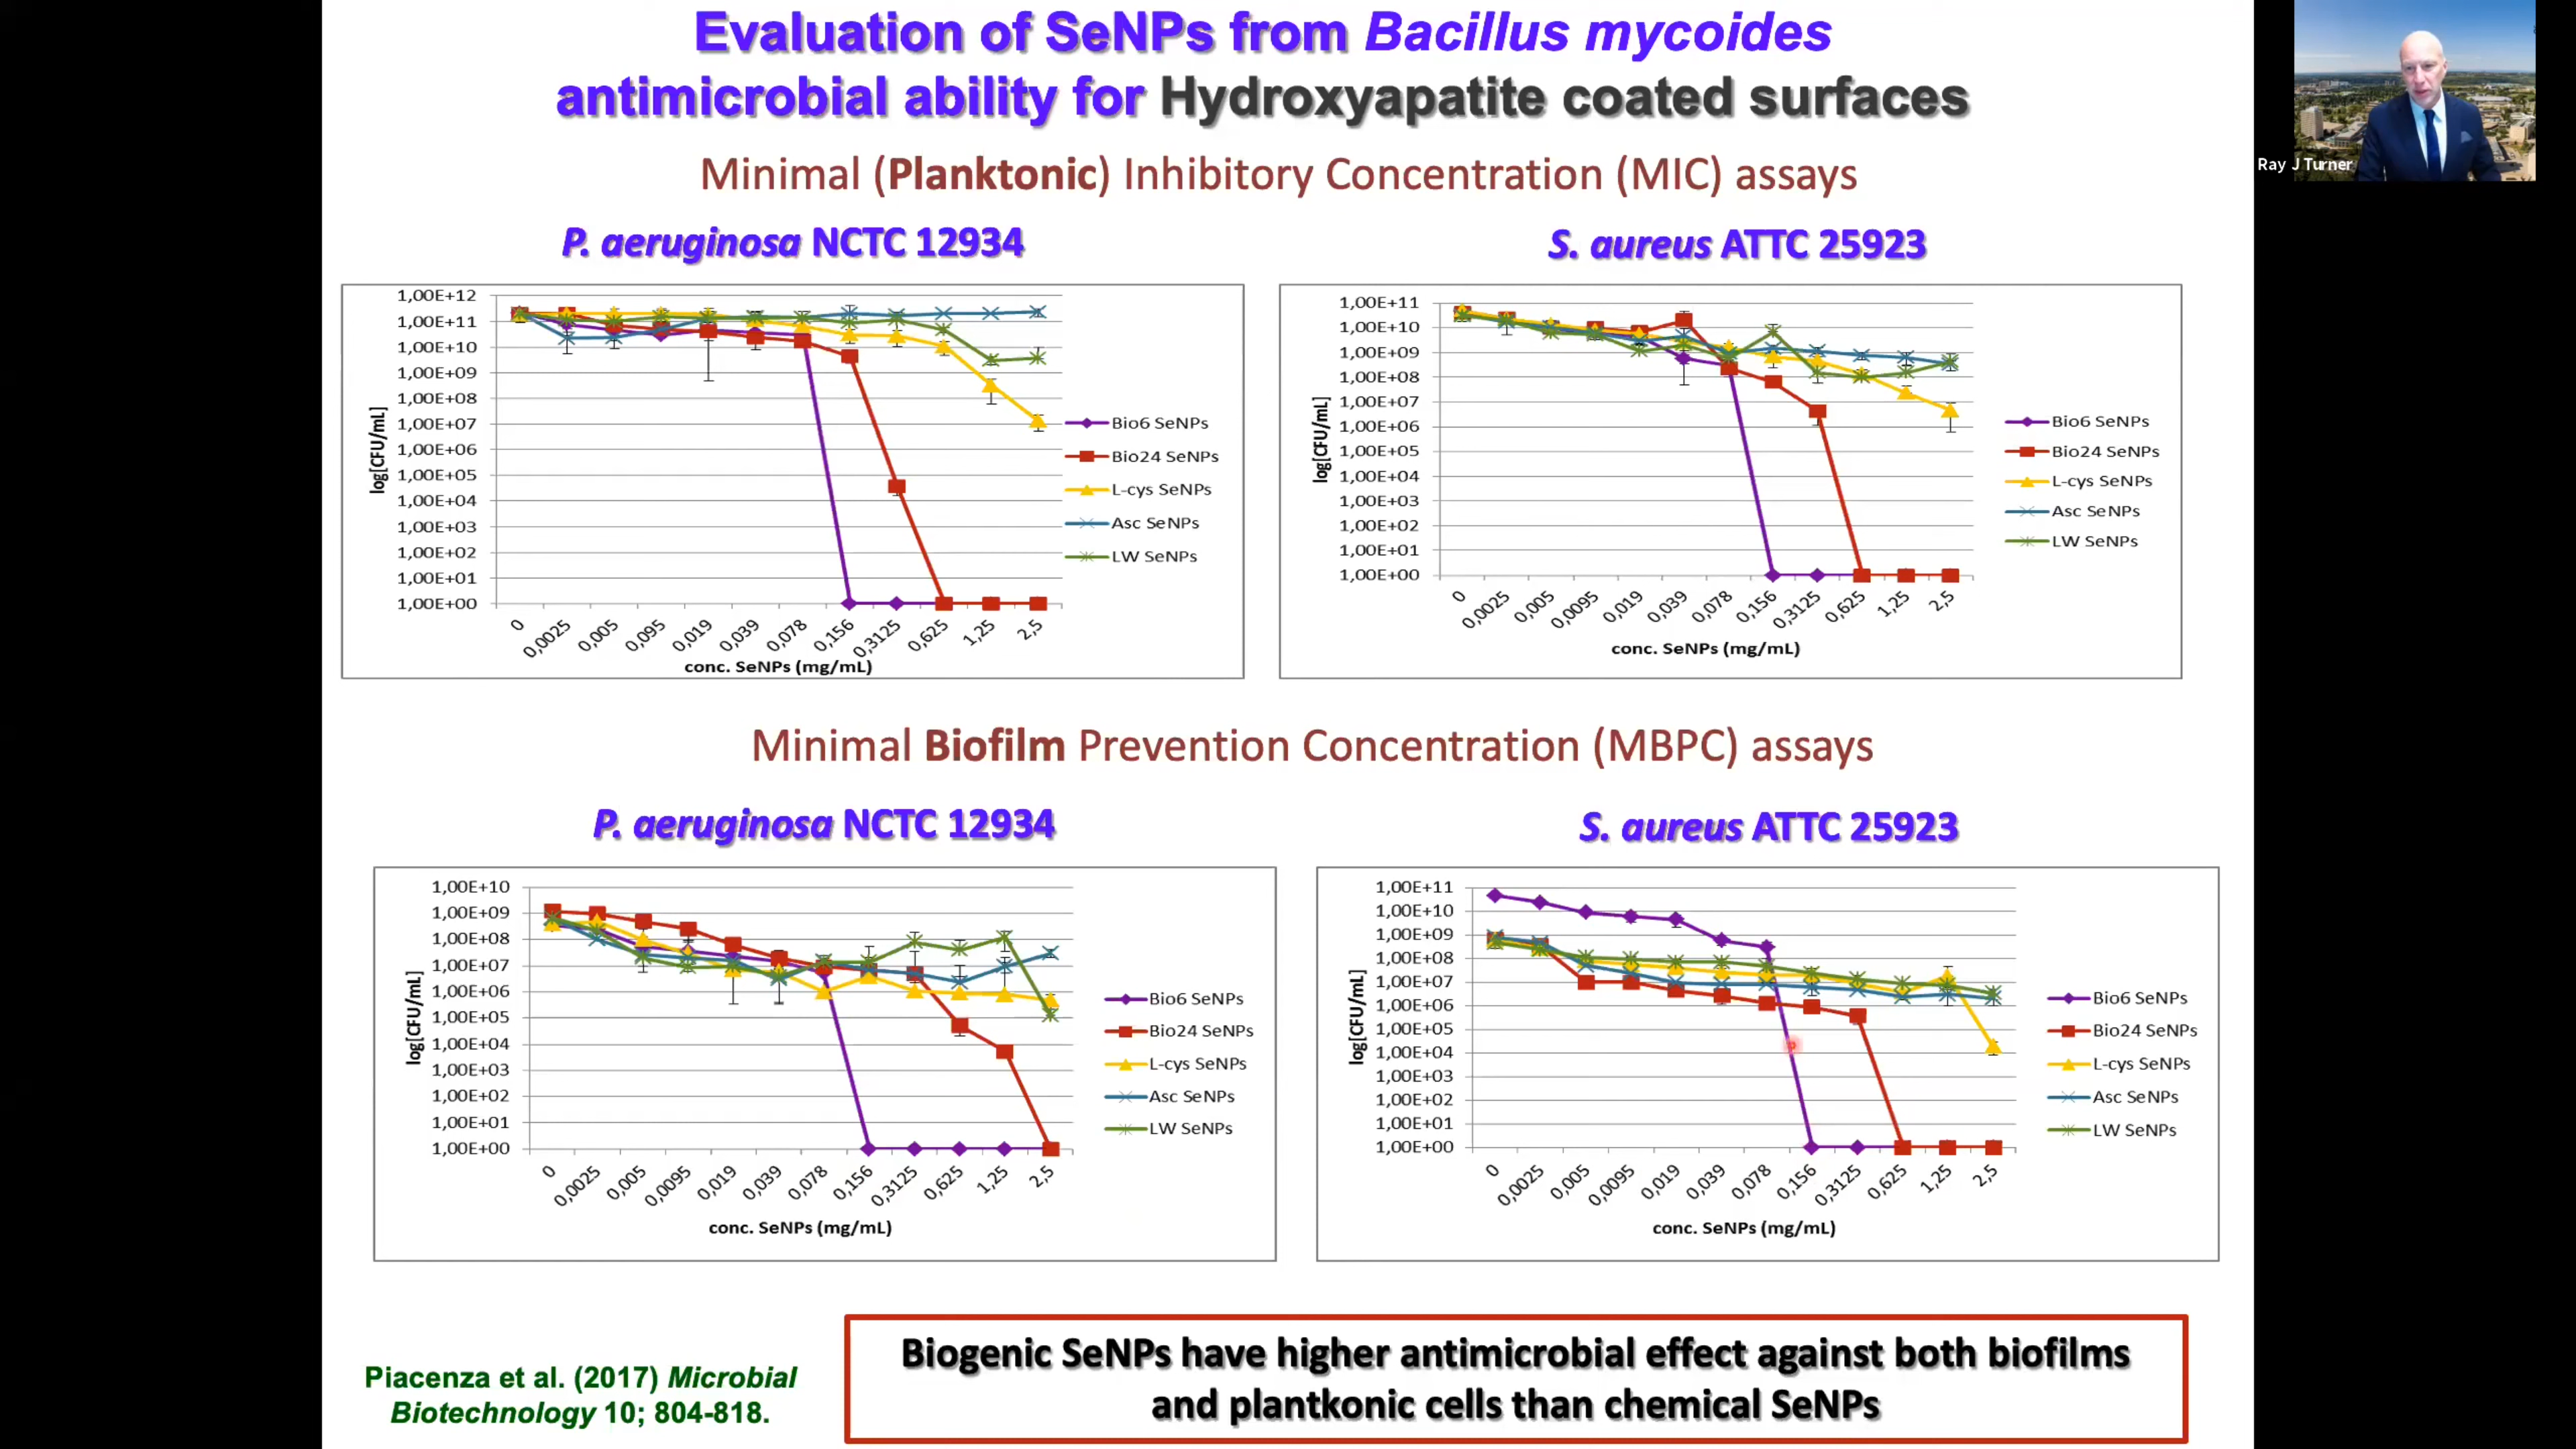 Evaluation of SeNPs from Bacillus mycoides
antimicrobial ability for Hydroxyapatite coated surfaces
Ray J Turner
Minimal (Planktonic) Inhibitory Concentration (MIC) assays
P. aeruginosa NCTC 12934
1,00E+12
1,00E+11
1,00E+10
1,00E+09
1,00E+08
1,00E+07
1,00E+06
1,00E+05
1,00E+04
1,00E+03
1,00E+02
1,00E+01
1,00E+00
log[CFU/mL]
0
0,0025
0,005
0,095
0,019
0,039
0,078
0,156
0,3125
0,625
1,25
2,5
conc. SeNPs (mg/mL)
Bio6 SeNPs
Bio24 SeNPs
L-cys SeNPs
Asc SeNPs
LW SeNPs
S. aureus ATTC 25923
1,00E+11
1,00E+10
1,00E+09
1,00E+08
1,00E+07
1,00E+06
1,00E+05
1,00E+04
1,00E+03
1,00E+02
1,00E+01
1,00E+00
log[CFU/mL]
0
0,0025
0,005
0,0095
0,019
0,039
0,078
0,156
0,3125
0,625
1,25
2,5
conc. SeNPs (mg/mL)
Bio6 SeNPs
Bio24 SeNPs
L-cys SeNPs
Asc SeNPs
LW SeNPs
Minimal Biofilm Prevention Concentration (MBPC) assays
P. aeruginosa NCTC 12934
1,00E+10
1,00E+09
1,00E+08
1,00E+07
1,00E+06
1,00E+05
1,00E+04
1,00E+03
1,00E+02
1,00E+01
1,00E+00
log[CFU/mL]
0
0,0025
0,005
0,0095
0,019
0,039
0,078
0,156
0,3125
0,625
1,25
2,5
conc. SeNPs (mg/mL)
Bio6 SeNPs
Bio24 SeNPs
L-cys SeNPs
Asc SeNPs
LW SeNPs
S. aureus ATTC 25923
1,00E+11
1,00E+10
1,00E+09
1,00E+08
1,00E+07
1,00E+06
1,00E+05
1,00E+04
1,00E+03
1,00E+02
1,00E+01
1,00E+00
log[CFU/mL]
0
0,0025
0,005
0,0095
0,019
0,039
0,078
0,156
0,3125
0,625
1,25
2,5
conc. SeNPs (mg/mL)
Bio6 SeNPs
Bio24 SeNPs
L-cys SeNPs
Asc SeNPs
LW SeNPs
Piacenza et al. (2017) Microbial
Biotechnology 10; 804-818.
Biogenic SeNPs have higher antimicrobial effect against both biofilms
and plantkonic cells than chemical SeNPs